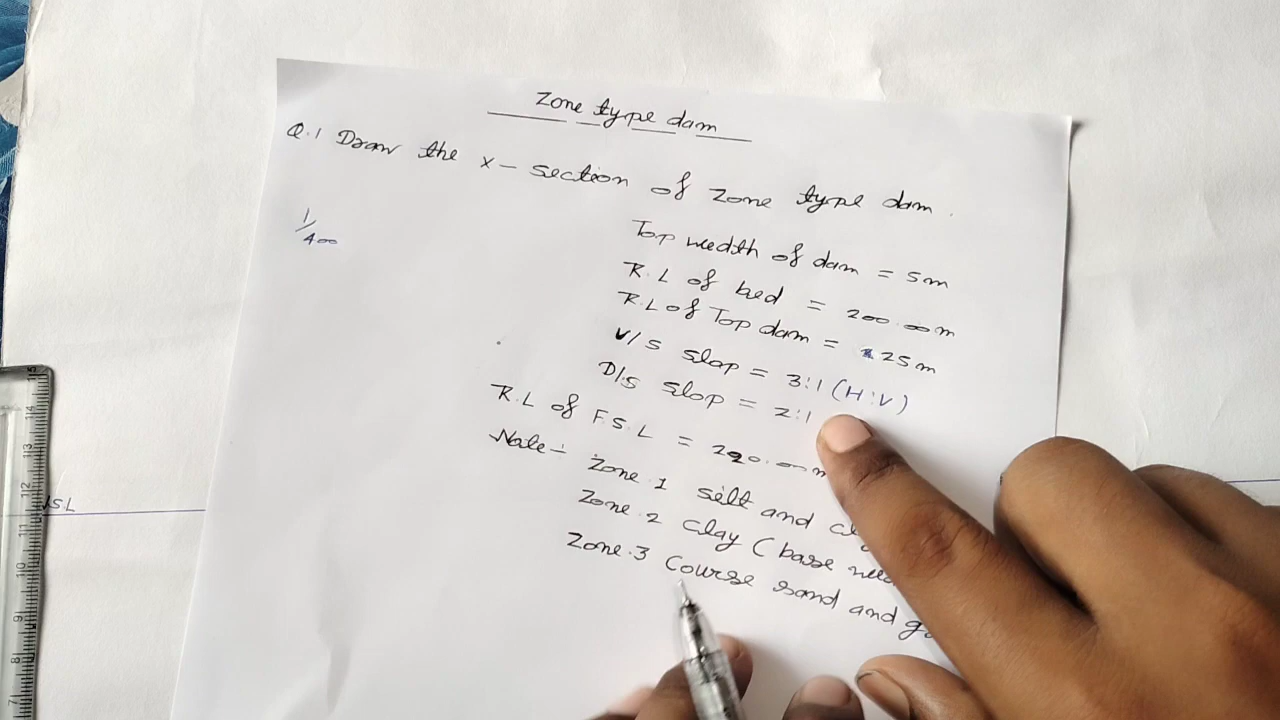 Zone type dam
Q.1 Draw the x-section of zone type dam.
1/400
Top width of dam = 5m
R.L of bed = 200.00m
R.L of Top dam = 225m
U/S slop = 3:1 (H:V)
D/S slop = 2:1
R.L of F.S.L = 220.00m
Note:- Zone.1 silt and
Zone.2 clay (base
Zone.3 Course sand and